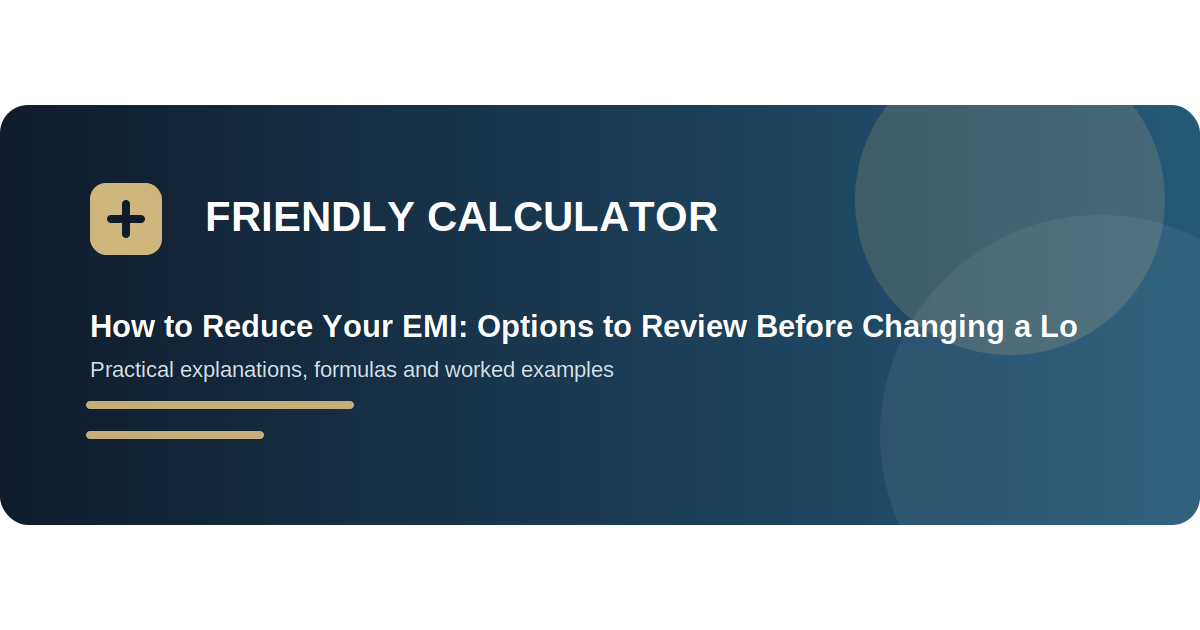 FRIENDLY CALCULATOR
How to Reduce Your EMI: Options to Review Before Changing a Lo
Practical explanations, formulas and worked examples